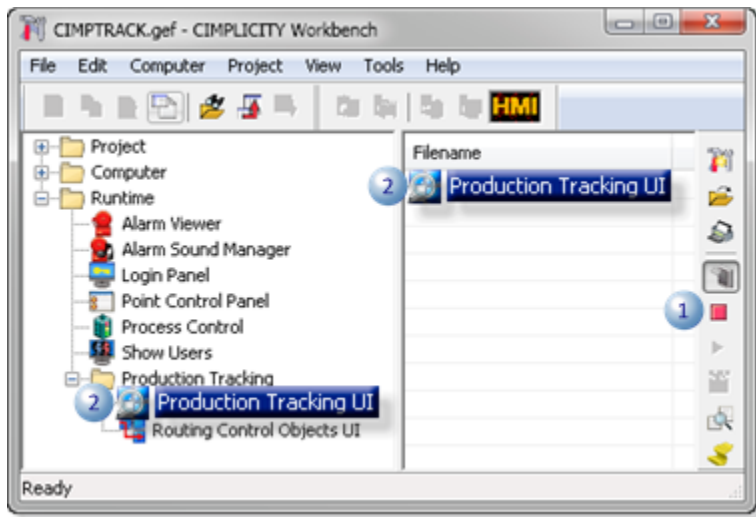 CIMPTRACK.gef - CIMPLICITY Workbench
File Edit Computer Project View Tools Help
HMI
Project
Computer
Runtime
Alarm Viewer
Alarm Sound Manager
Login Panel
Point Control Panel
Process Control
Show Users
Production Tracking
2 Production Tracking UI
Routing Control Objects UI
Filename
2 Production Tracking UI
1
Ready